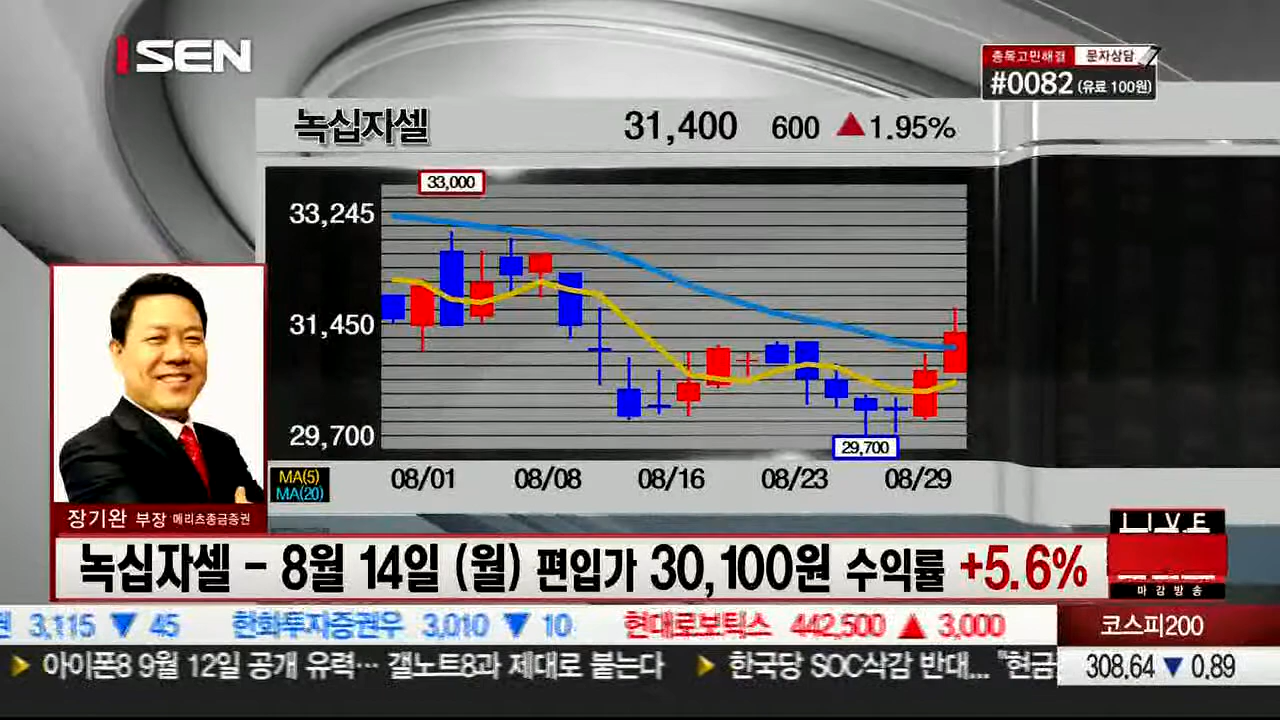 SEN
종목고민해결 문자상담
#0082 (유료 100원)
녹십자셀 31,400 600 ▲1.95%
33,000
33,245
31,450
29,700
29,700
MA(5)
MA(20)
08/01 08/08 08/16 08/23 08/29
장기완 부장 메리츠종금증권
LIVE
녹십자셀 - 8월 14일 (월) 편입가 30,100원 수익률 +5.6%
마감방송
권 3,115 ▼ 45 한화투자증권우 3,010 ▼ 10 현대로보틱스 442,500 ▲ 3,000
코스피200
아이폰8 9월 12일 공개 유력… 갤노트8과 제대로 붙는다 한국당 SOC삭감 반대... "현금
308.64 ▼ 0.89